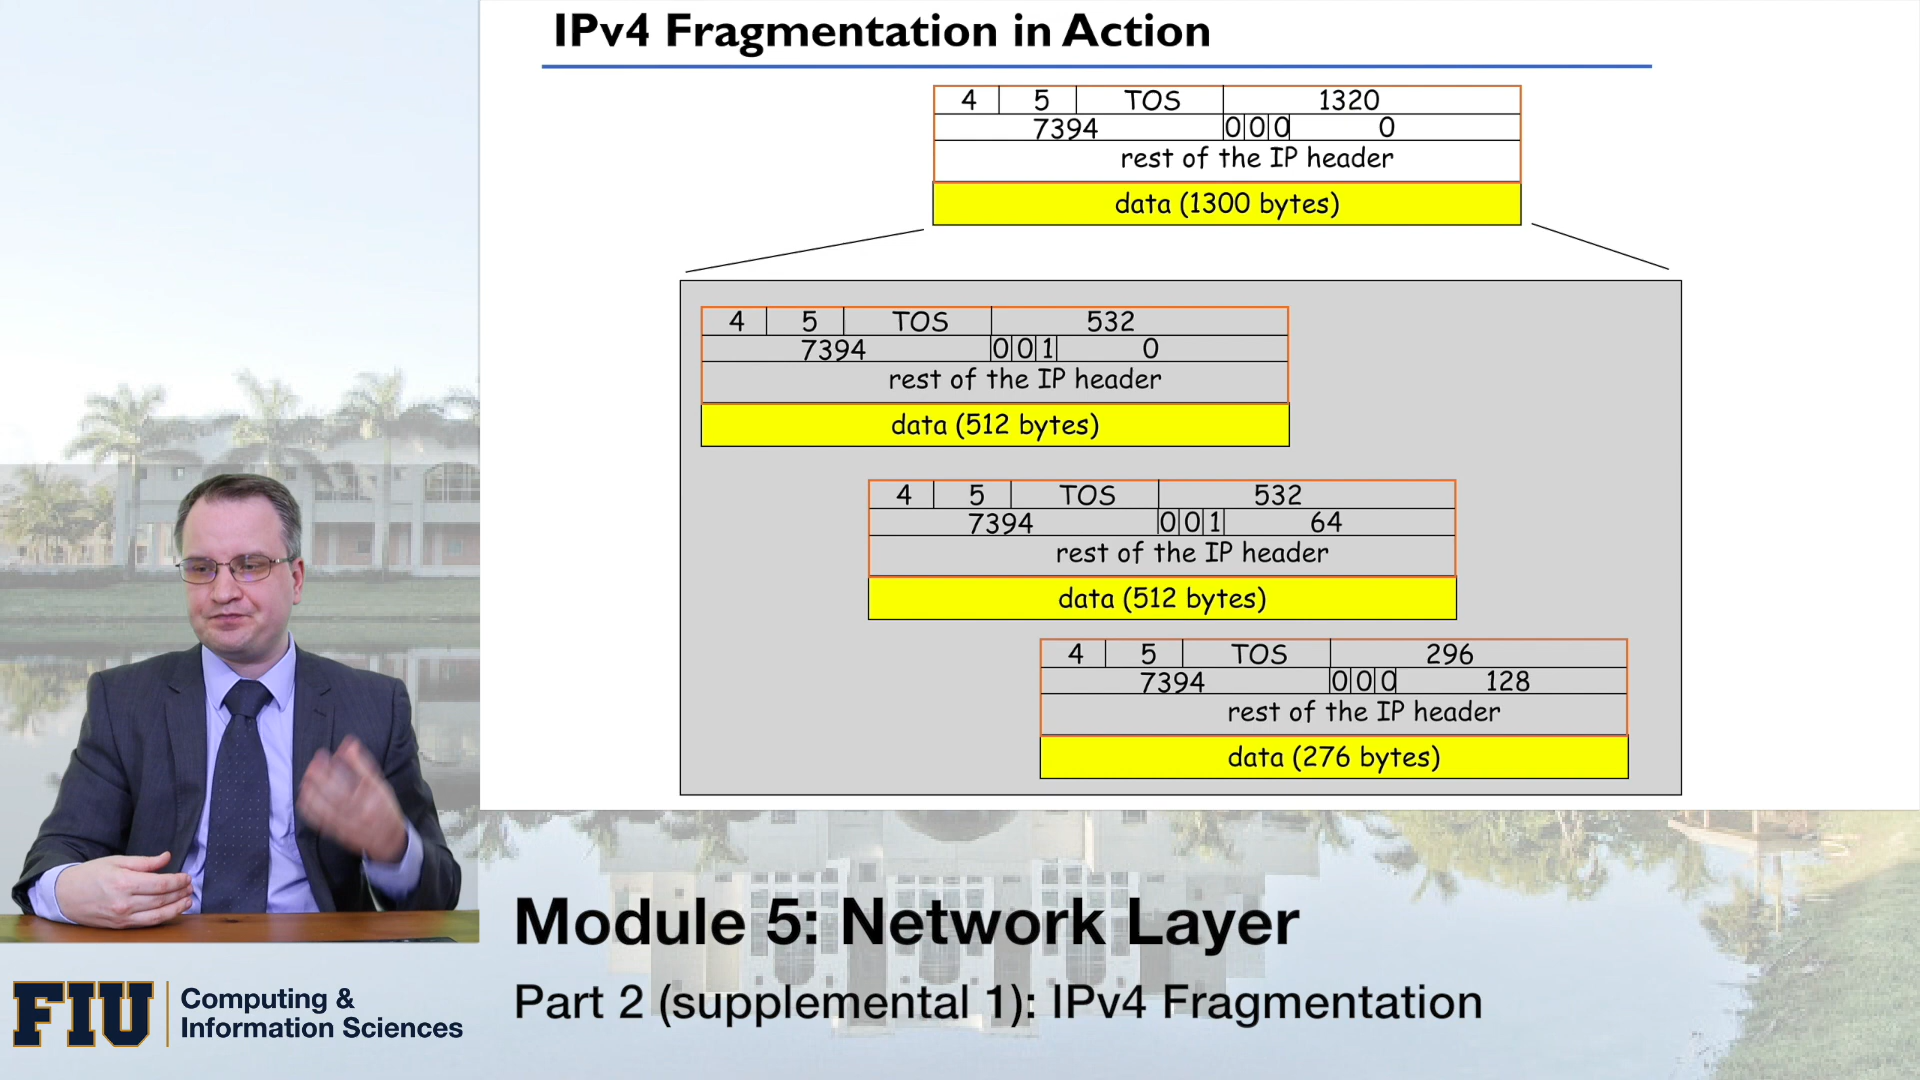 IPv4 Fragmentation in Action
4 5 TOS 1320
7394 0 0 0 0
rest of the IP header
data (1300 bytes)
4 5 TOS 532
7394 0 0 1 0
rest of the IP header
data (512 bytes)
4 5 TOS 532
7394 0 0 1 64
rest of the IP header
data (512 bytes)
4 5 TOS 296
7394 0 0 0 128
rest of the IP header
data (276 bytes)
Module 5: Network Layer
Part 2 (supplemental 1): IPv4 Fragmentation
FIU
Computing &
Information Sciences